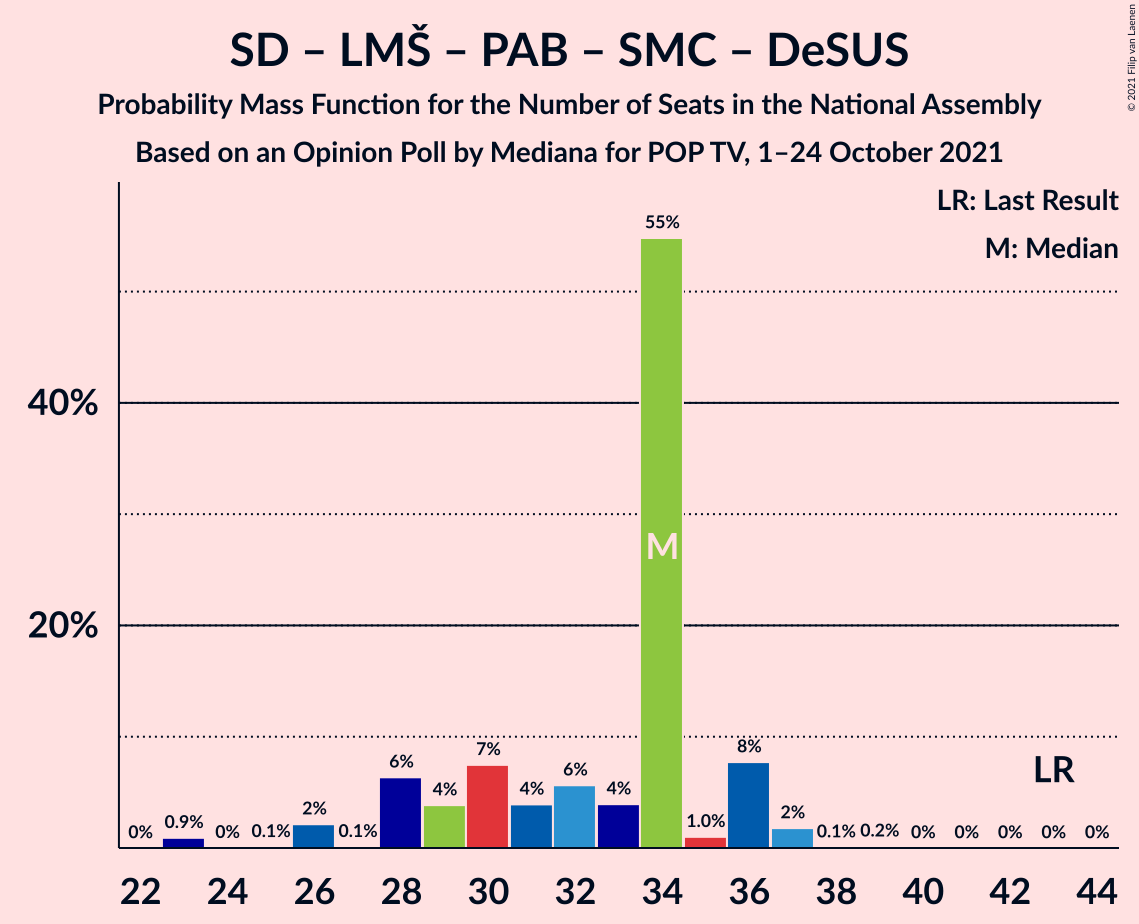 SD – LMŠ – PAB – SMC – DeSUS
Probability Mass Function for the Number of Seats in the National Assembly
Based on an Opinion Poll by Mediana for POP TV, 1–24 October 2021
© 2021 Filip van Laenen
LR: Last Result
M: Median
55%
40%
M
20%
8%
7%
LR
6%
6%
4%
4%
4%
2%
2%
1.0%
0%
0.9%
0%
0.1%
0.1%
0.1%
0.2%
0%
0%
0%
0%
0%
22 24 26 28 30 32 34 36 38 40 42 44